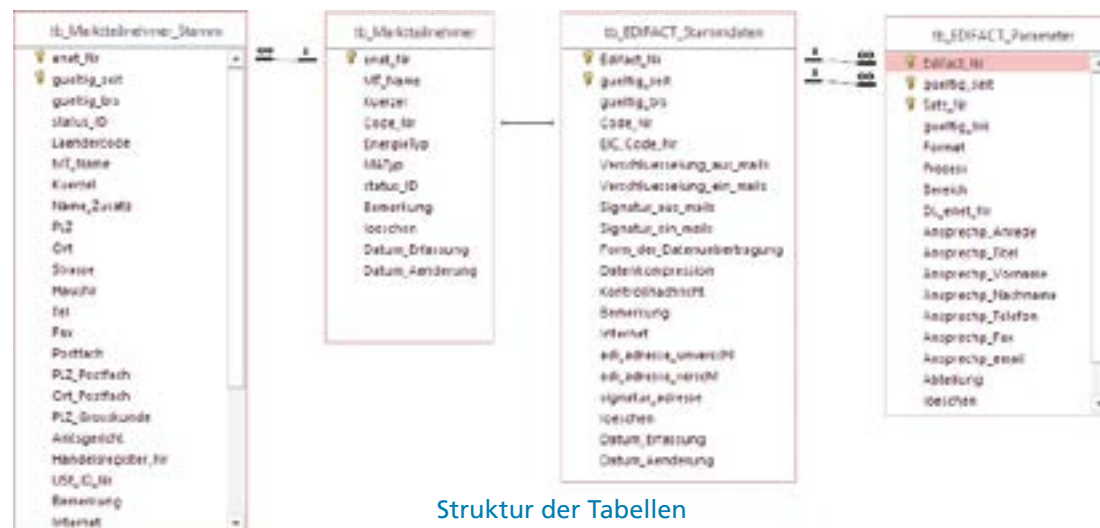 tb_Marktteilnehmer_Stamm
enet_Nr
gueltig_seit
gueltig_bis
status_ID
Laendercode
MT_Name
Kuerzel
Name_Zusatz
PLZ
Ort
Strasse
HausNr
Tel
Fax
Postfach
PLZ_Postfach
Ort_Postfach
PLZ_Grosskunde
Amtsgericht
Handelsregister_Nr
USt_ID_Nr
Bemerkung
Internet
tb_Marktteilnehmer
enet_Nr
MT_Name
Kuerzel
Code_Nr
EnergieTyp
status_ID
Bemerkung
loeschen
Datum_Erfassung
Datum_Aenderung
tb_EDIFACT_Stammdaten
Edifact_Nr
gueltig_seit
gueltig_bis
Code_Nr
EIC_Code_Nr
Verschluesselung_aus_mails
Verschluesselung_ein_mails
Signatur_aus_mails
Signatur_ein_mails
Form_der_Datenuebertragung
Datenkompression
Kontrollnachricht
Bemerkung
Internet
edi_adresse_unverschl
edi_adresse_verschl
signatur_adresse
loeschen
Datum_Erfassung
Datum_Aenderung
tb_EDIFACT_Parameter
Edifact_Nr
gueltig_seit
Satz_Nr
gueltig_bis
Format
Prozess
Bereich
DL_enet_Nr
Ansprechp_Anrede
Ansprechp_Titel
Ansprechp_Vorname
Ansprechp_Nachname
Ansprechp_Telefon
Ansprechp_Fax
Ansprechp_email
Abteilung
loeschen
Struktur der Tabellen